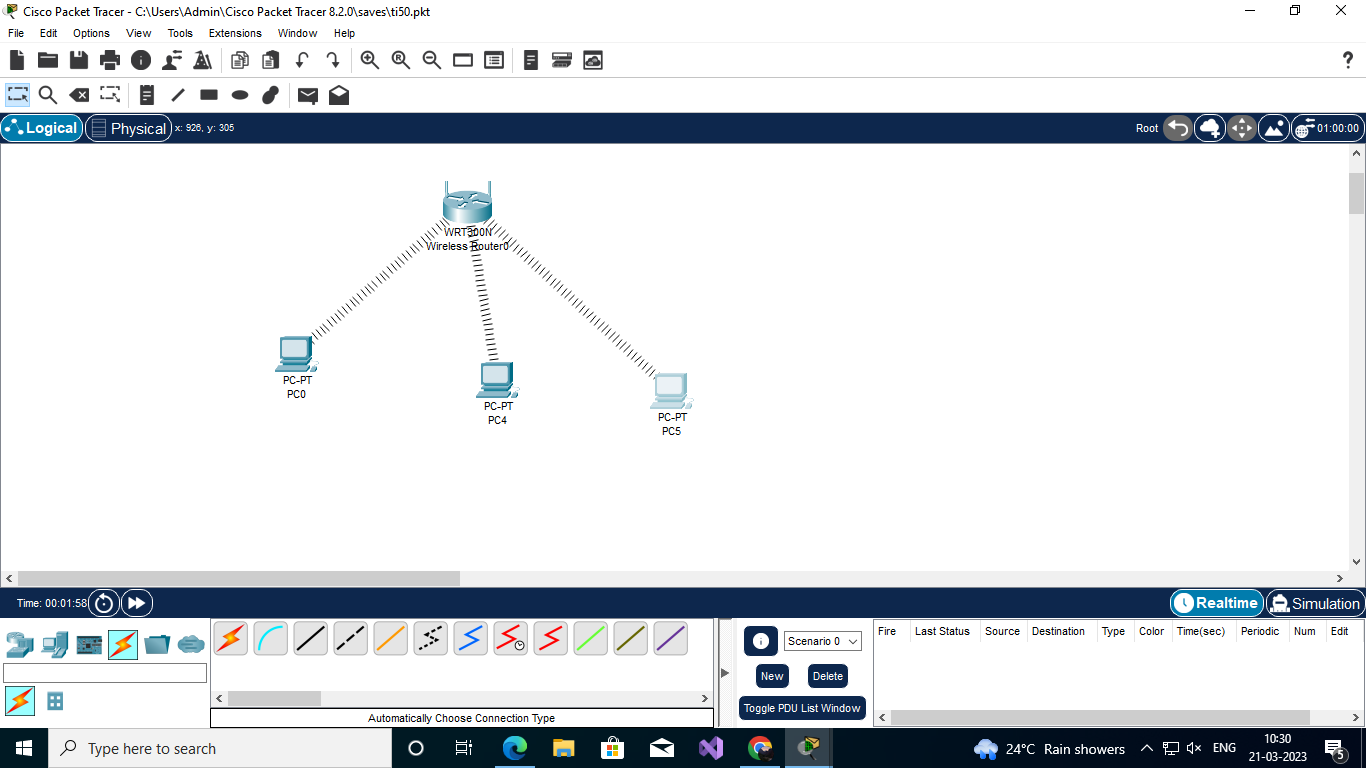 Cisco Packet Tracer - C:\Users\Admin\Cisco Packet Tracer 8.2.0\saves\ti50.pkt
File Edit Options View Tools Extensions Window Help
Logical Physical x: 926, y: 305 Root 01:00:00
WRT300N
Wireless Router0
PC-PT
PC0
PC-PT
PC4
PC-PT
PC5
Time: 00:01:58 Realtime Simulation
Scenario 0
New Delete
Toggle PDU List Window
Fire Last Status Source Destination Type Color Time(sec) Periodic Num Edit
Automatically Choose Connection Type
Type here to search
24°C Rain showers ENG
10:30
21-03-2023
5